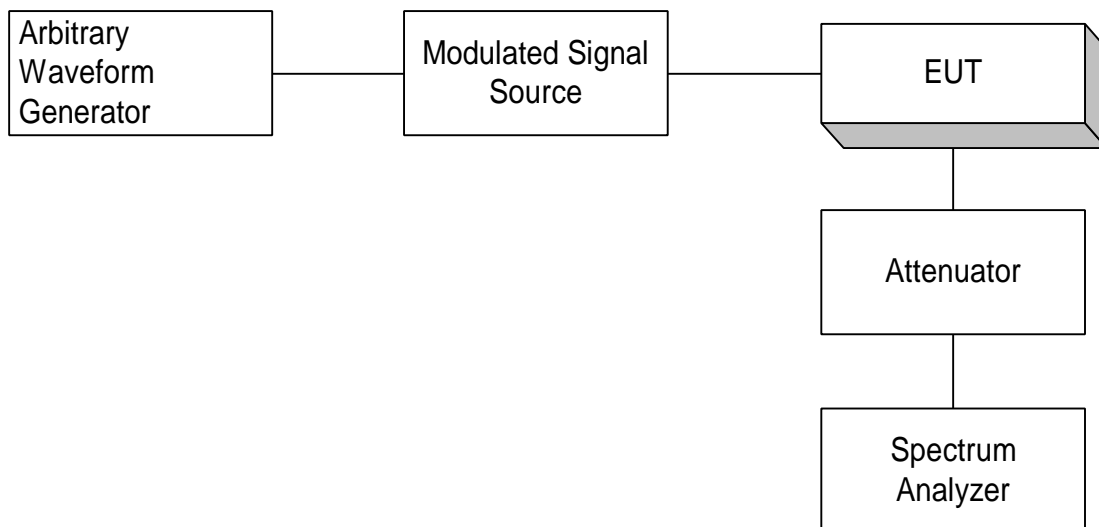 Arbitrary
Waveform
Generator
Modulated Signal
Source
EUT
Attenuator
Spectrum
Analyzer